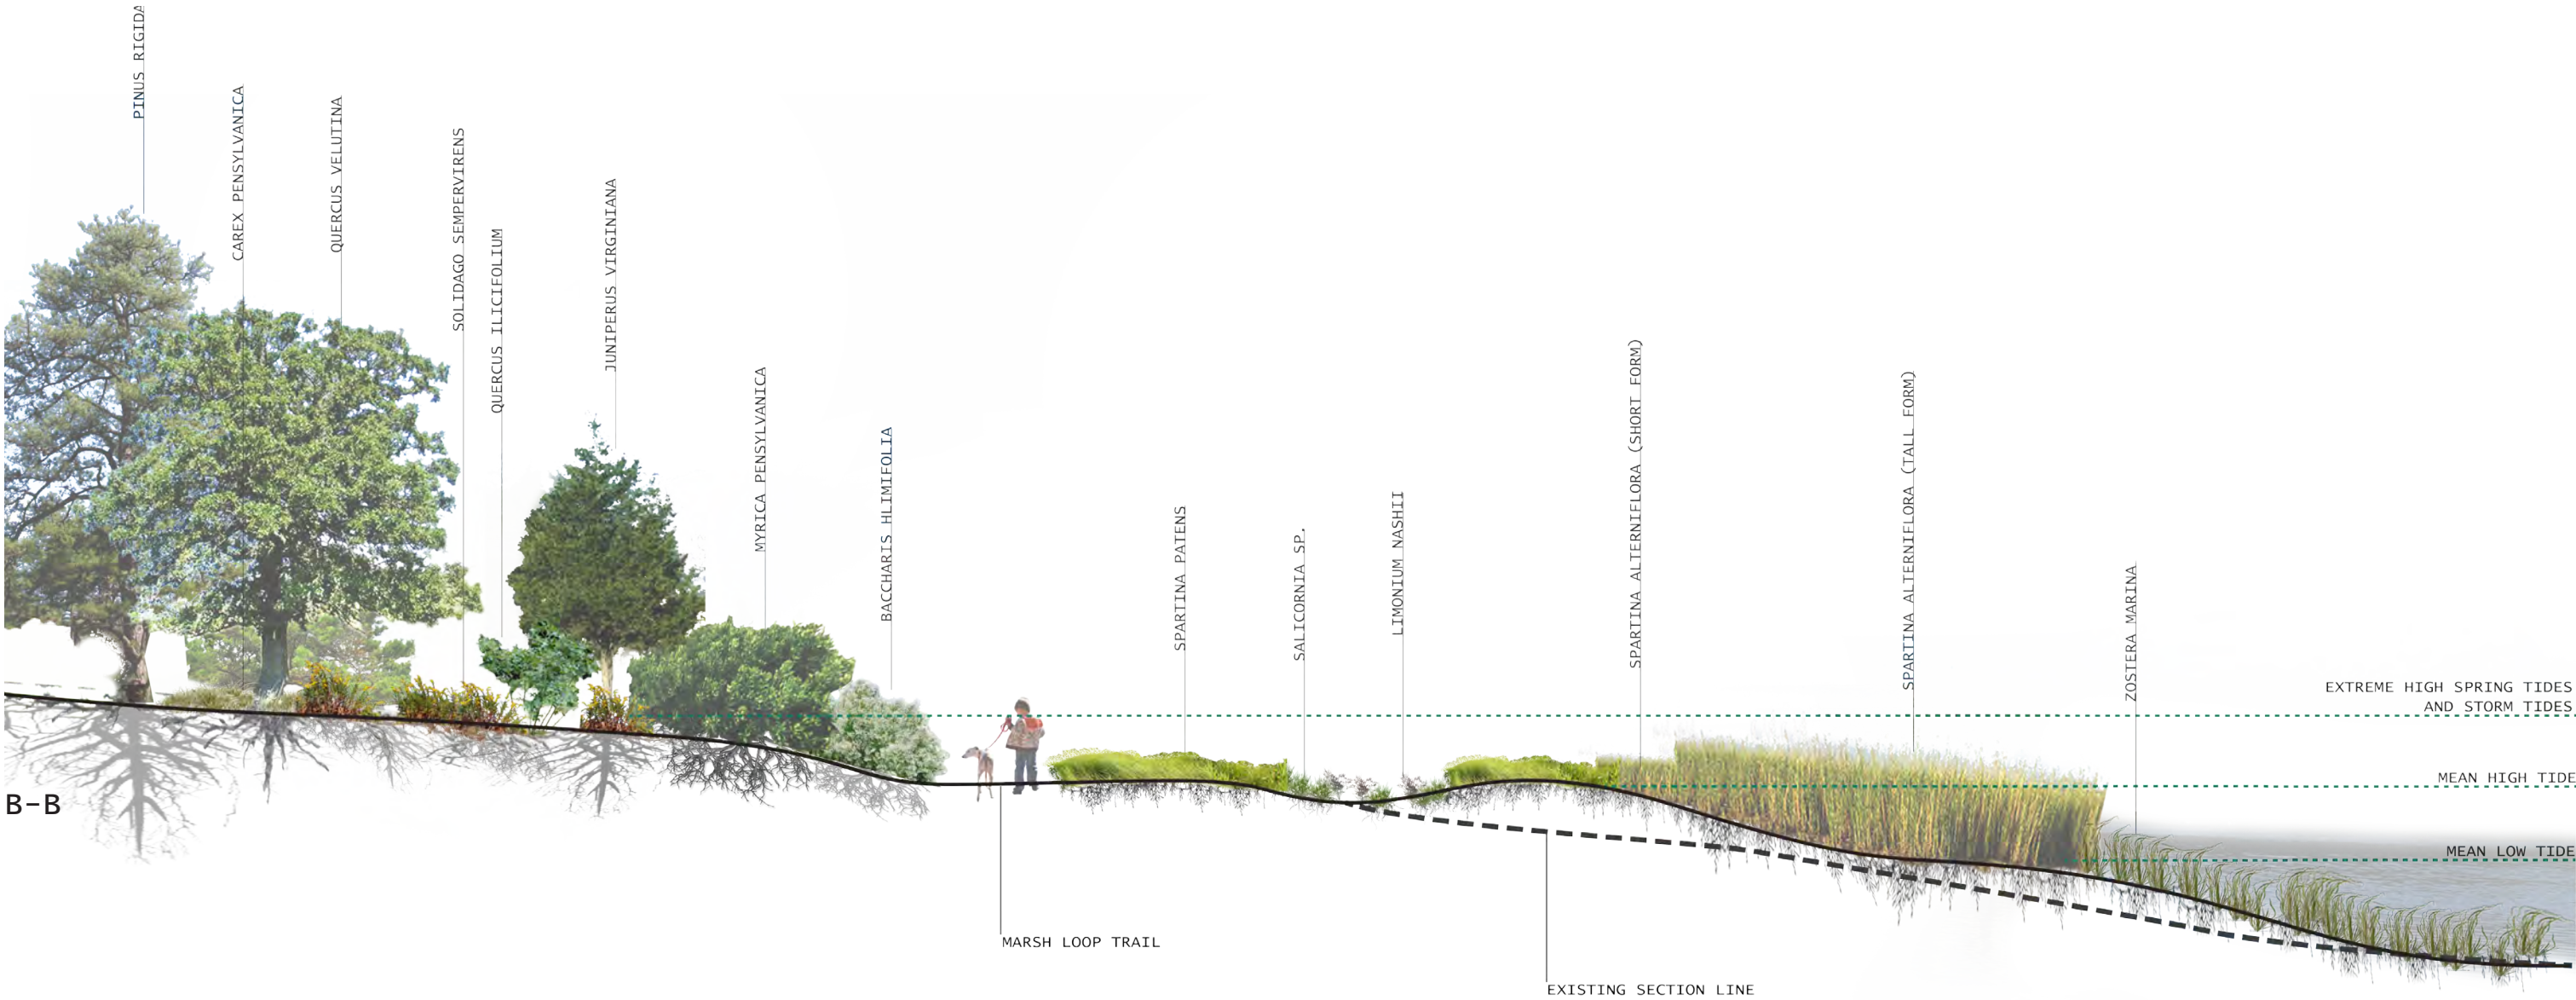 PINUS RIGIDA
CAREX PENSYLVANICA
QUERCUS VELUTINA
SOLIDAGO SEMPERVIRENS
QUERCUS ILICIFOLIUM
JUNIPERUS VIRGINIANA
MYRICA PENSYLVANICA
BACCHARIS HLIMIFOLIA
SPARTINA PATENS
SALICORNIA SP.
LIMONIUM NASHII
SPARTINA ALTERNIFLORA (SHORT FORM)
SPARTINA ALTERNIFLORA (TALL FORM)
ZOSTERA MARINA
EXTREME HIGH SPRING TIDES
AND STORM TIDES
MEAN HIGH TIDE
MEAN LOW TIDE
B-B
MARSH LOOP TRAIL
EXISTING SECTION LINE